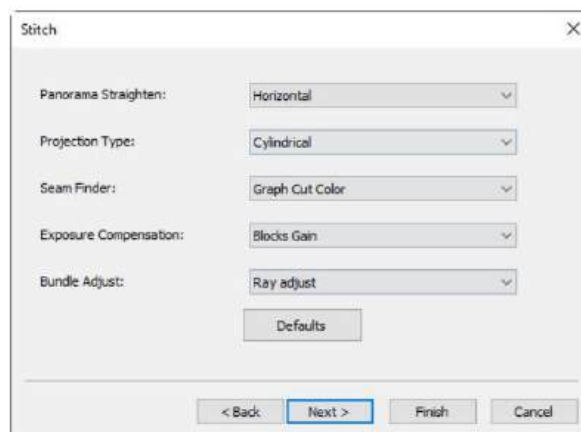 Stitch
Panorama Straighten: Horizontal
Projection Type: Cylindrical
Seam Finder: Graph Cut Color
Exposure Compensation: Blocks Gain
Bundle Adjust: Ray adjust
Defaults
< Back Next > Finish Cancel